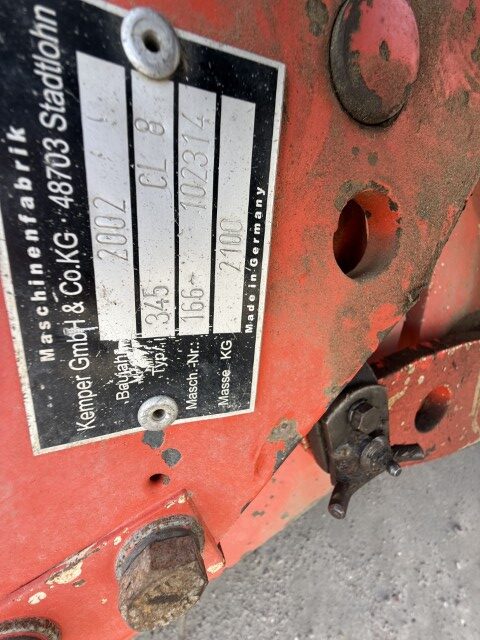 Maschinenfabrik
Kemper GmbH & Co.KG · 48703 Stadtlohn
Baujahr 2002
Typ 345 CL 8
Masch.-Nr.: 166- 102314
Masse KG 2100
Made in Germany